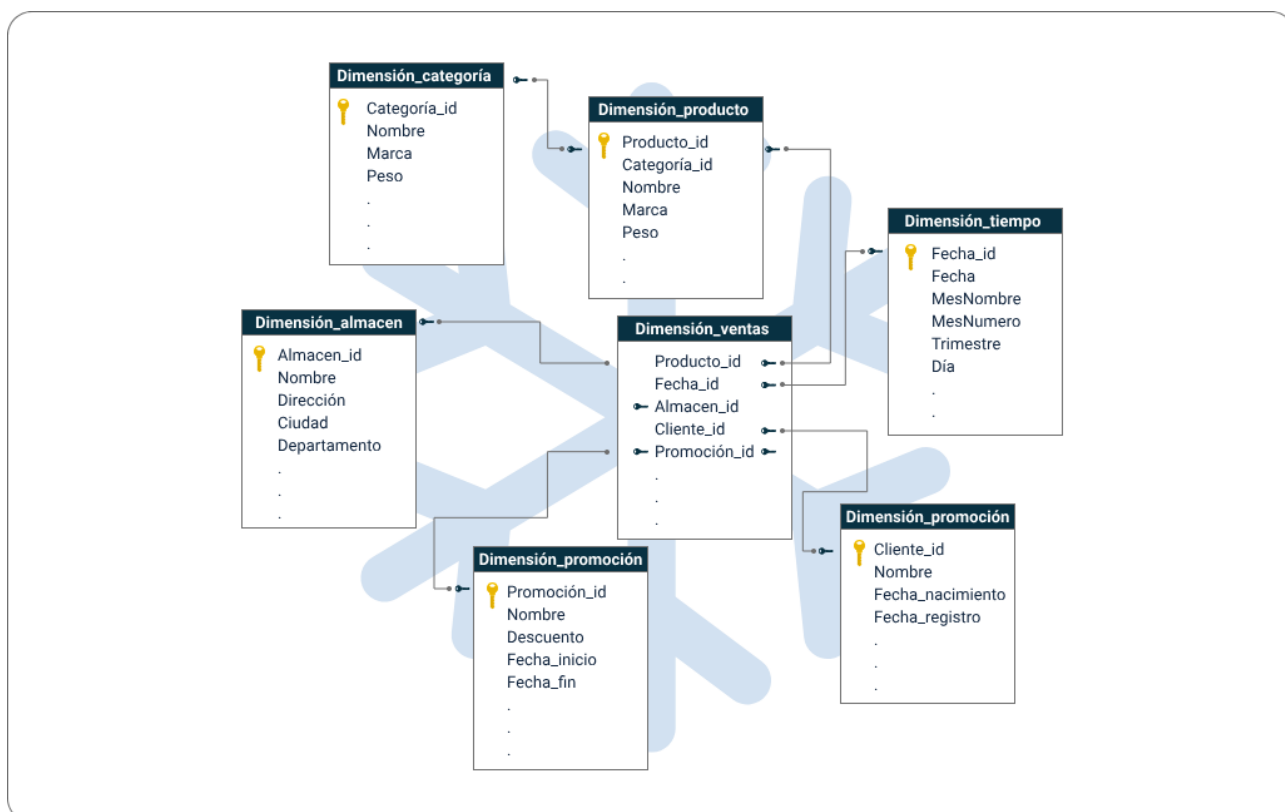 Dimensión_categoría
Categoría_id
Nombre
Marca
Peso
.
.
.
Dimensión_producto
Producto_id
Categoría_id
Nombre
Marca
Peso
.
.
Dimensión_tiempo
Fecha_id
Fecha
MesNombre
MesNumero
Trimestre
Día
.
.
Dimensión_almacen
Almacen_id
Nombre
Dirección
Ciudad
Departamento
.
.
.
Dimensión_ventas
Producto_id
Fecha_id
Almacen_id
Cliente_id
Promoción_id
.
.
.
Dimensión_promoción
Promoción_id
Nombre
Descuento
Fecha_inicio
Fecha_fin
.
.
.
Dimensión_promoción
Cliente_id
Nombre
Fecha_nacimiento
Fecha_registro
.
.
.